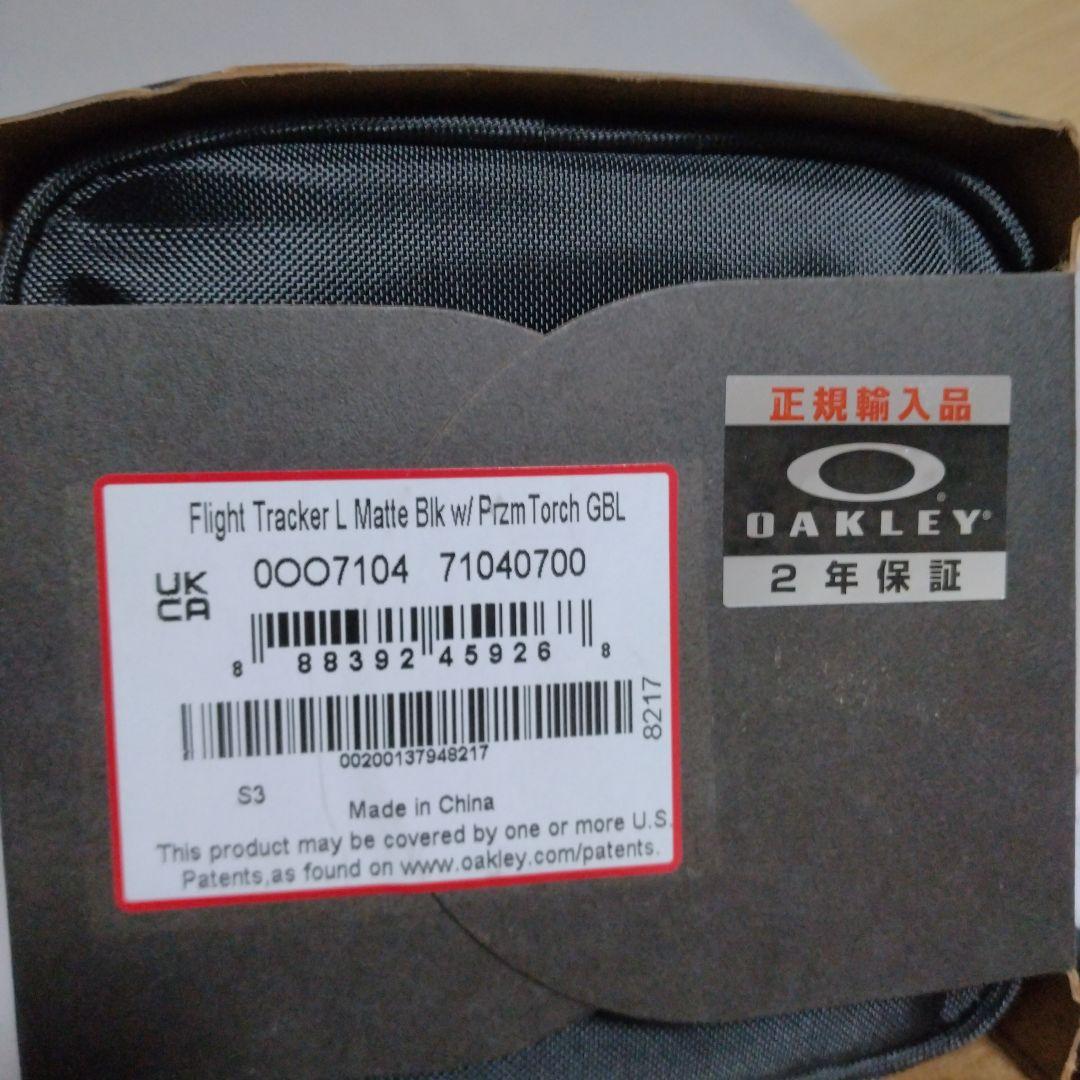 Flight Tracker L Matte Blk w/ PrzmTorch GBL
UK
CA
0OO7104 71040700
8 88392 45926 8
00200137948217
8217
S3
Made in China
This product may be covered by one or more U.S.
Patents,as found on www.oakley.com/patents.
正規輸入品
OAKLEY®
2年保証